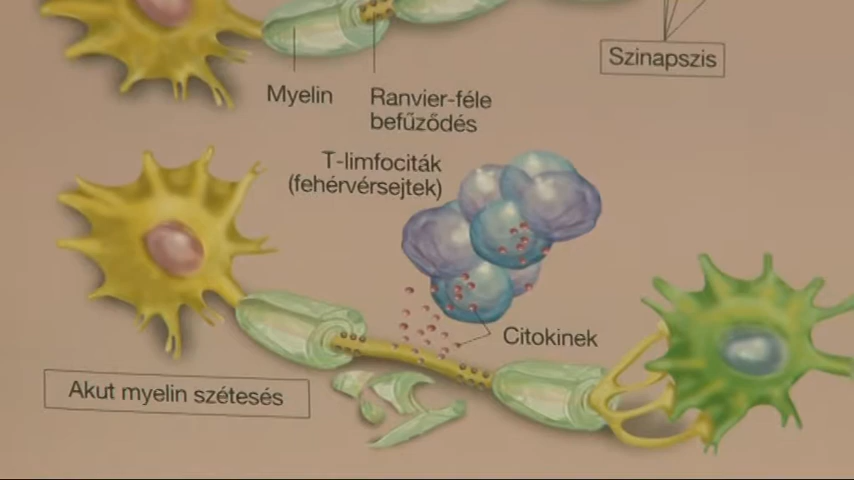 Szinapszis
Myelin
Ranvier-féle
befűződés
T-limfociták
(fehérvérsejtek)
Citokinek
Akut myelin szétesés